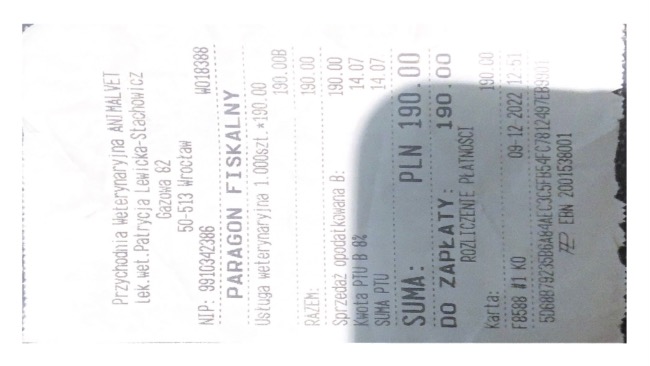 Przychodnia Weterynaryjna ANIMALVET
Lek.wet.Patrycja Lewicka-Stachowicz
Gazowa 82
50-513 Wrocław
NIP: 9910342386 W018388
PARAGON FISKALNY
Usługa weterynaryjna 1.000szt.*190.00
190.00B
RAZEM: 190.00
Sprzedaż opodatkowana B: 190.00
Kwota PTU B 8% 14.07
SUMA PTU 14.07
SUMA: PLN 190.00
DO ZAPŁATY: 190.00
ROZLICZENIE PŁATNOŚCI
Karta: 190.00
F8588 #1 KO 09-12-2022 12:51
EBN 2001538001